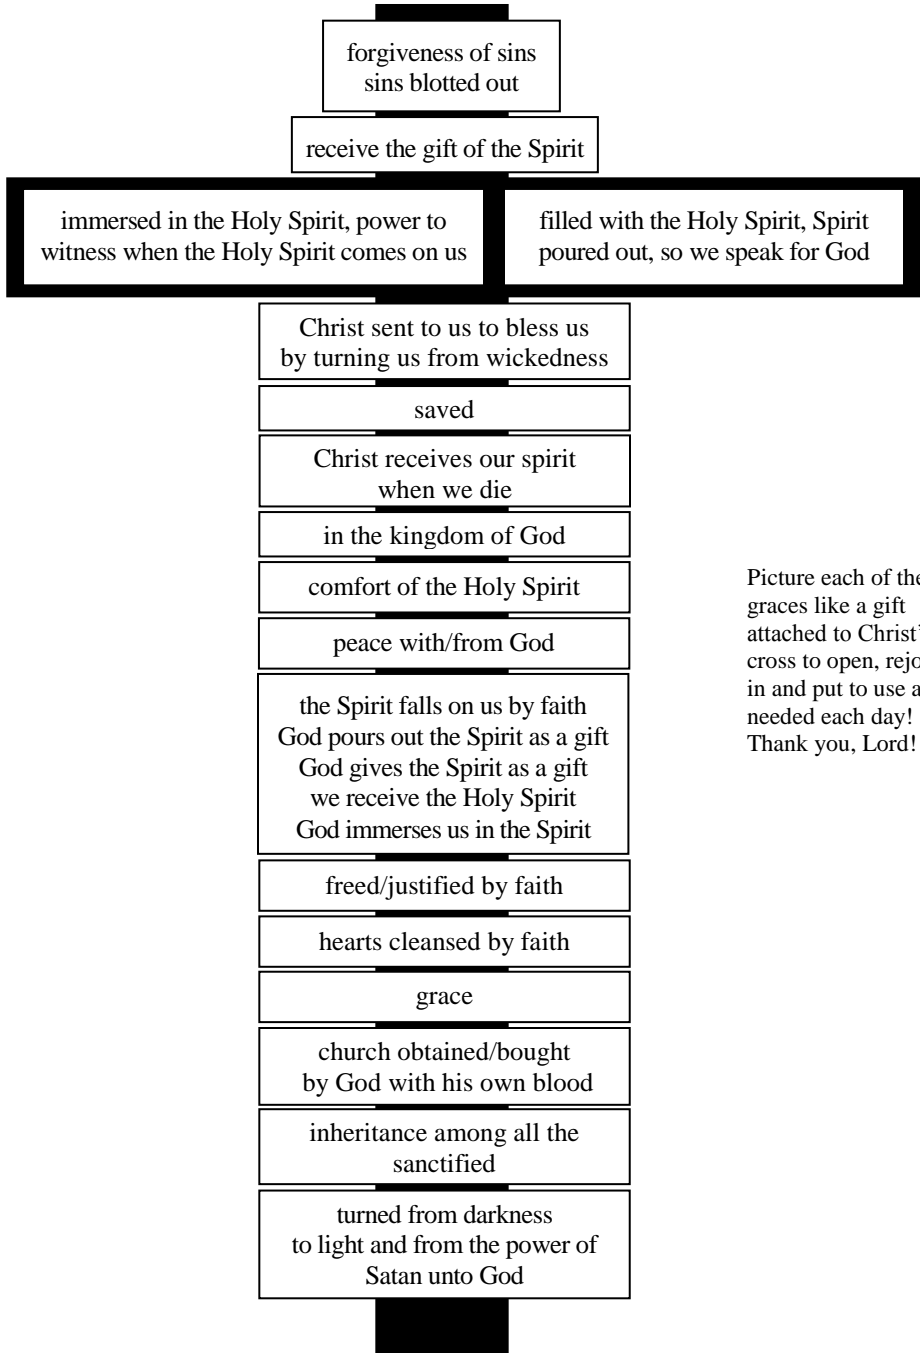 forgiveness of sins
sins blotted out
receive the gift of the Spirit
immersed in the Holy Spirit, power to
witness when the Holy Spirit comes on us
filled with the Holy Spirit, Spirit
poured out, so we speak for God
Christ sent to us to bless us
by turning us from wickedness
saved
Christ receives our spirit
when we die
in the kingdom of God
comfort of the Holy Spirit
peace with/from God
the Spirit falls on us by faith
God pours out the Spirit as a gift
God gives the Spirit as a gift
we receive the Holy Spirit
God immerses us in the Spirit
freed/justified by faith
hearts cleansed by faith
grace
church obtained/bought
by God with his own blood
inheritance among all the
sanctified
turned from darkness
to light and from the power of
Satan unto God
Picture each of
graces like a gift
attached to
cross to open,
in and put to use
needed each day!
Thank you, Lord!